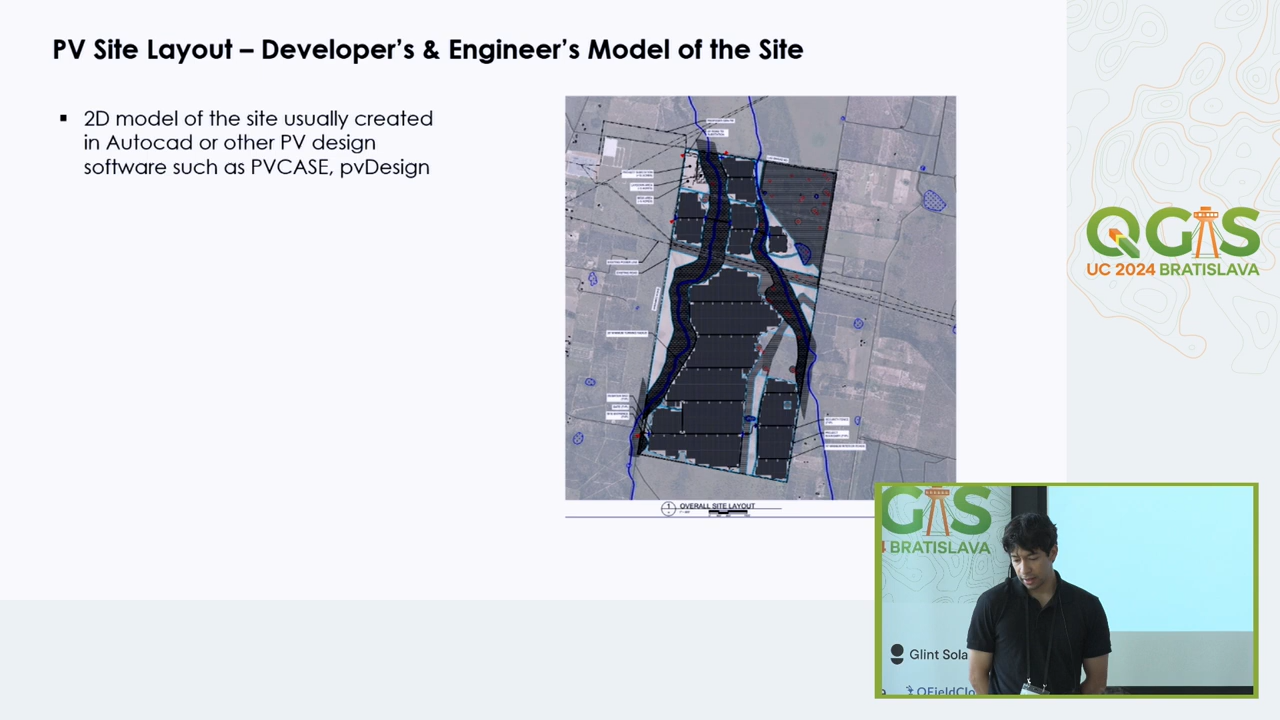 PV Site Layout – Developer's & Engineer's Model of the Site
▪ 2D model of the site usually created
in Autocad or other PV design
software such as PVCASE, pvDesign
1 OVERALL SITE LAYOUT
QGIS
UC 2024 BRATISLAVA
GIS
BRATISLAVA
Glint Sola
QFieldClo